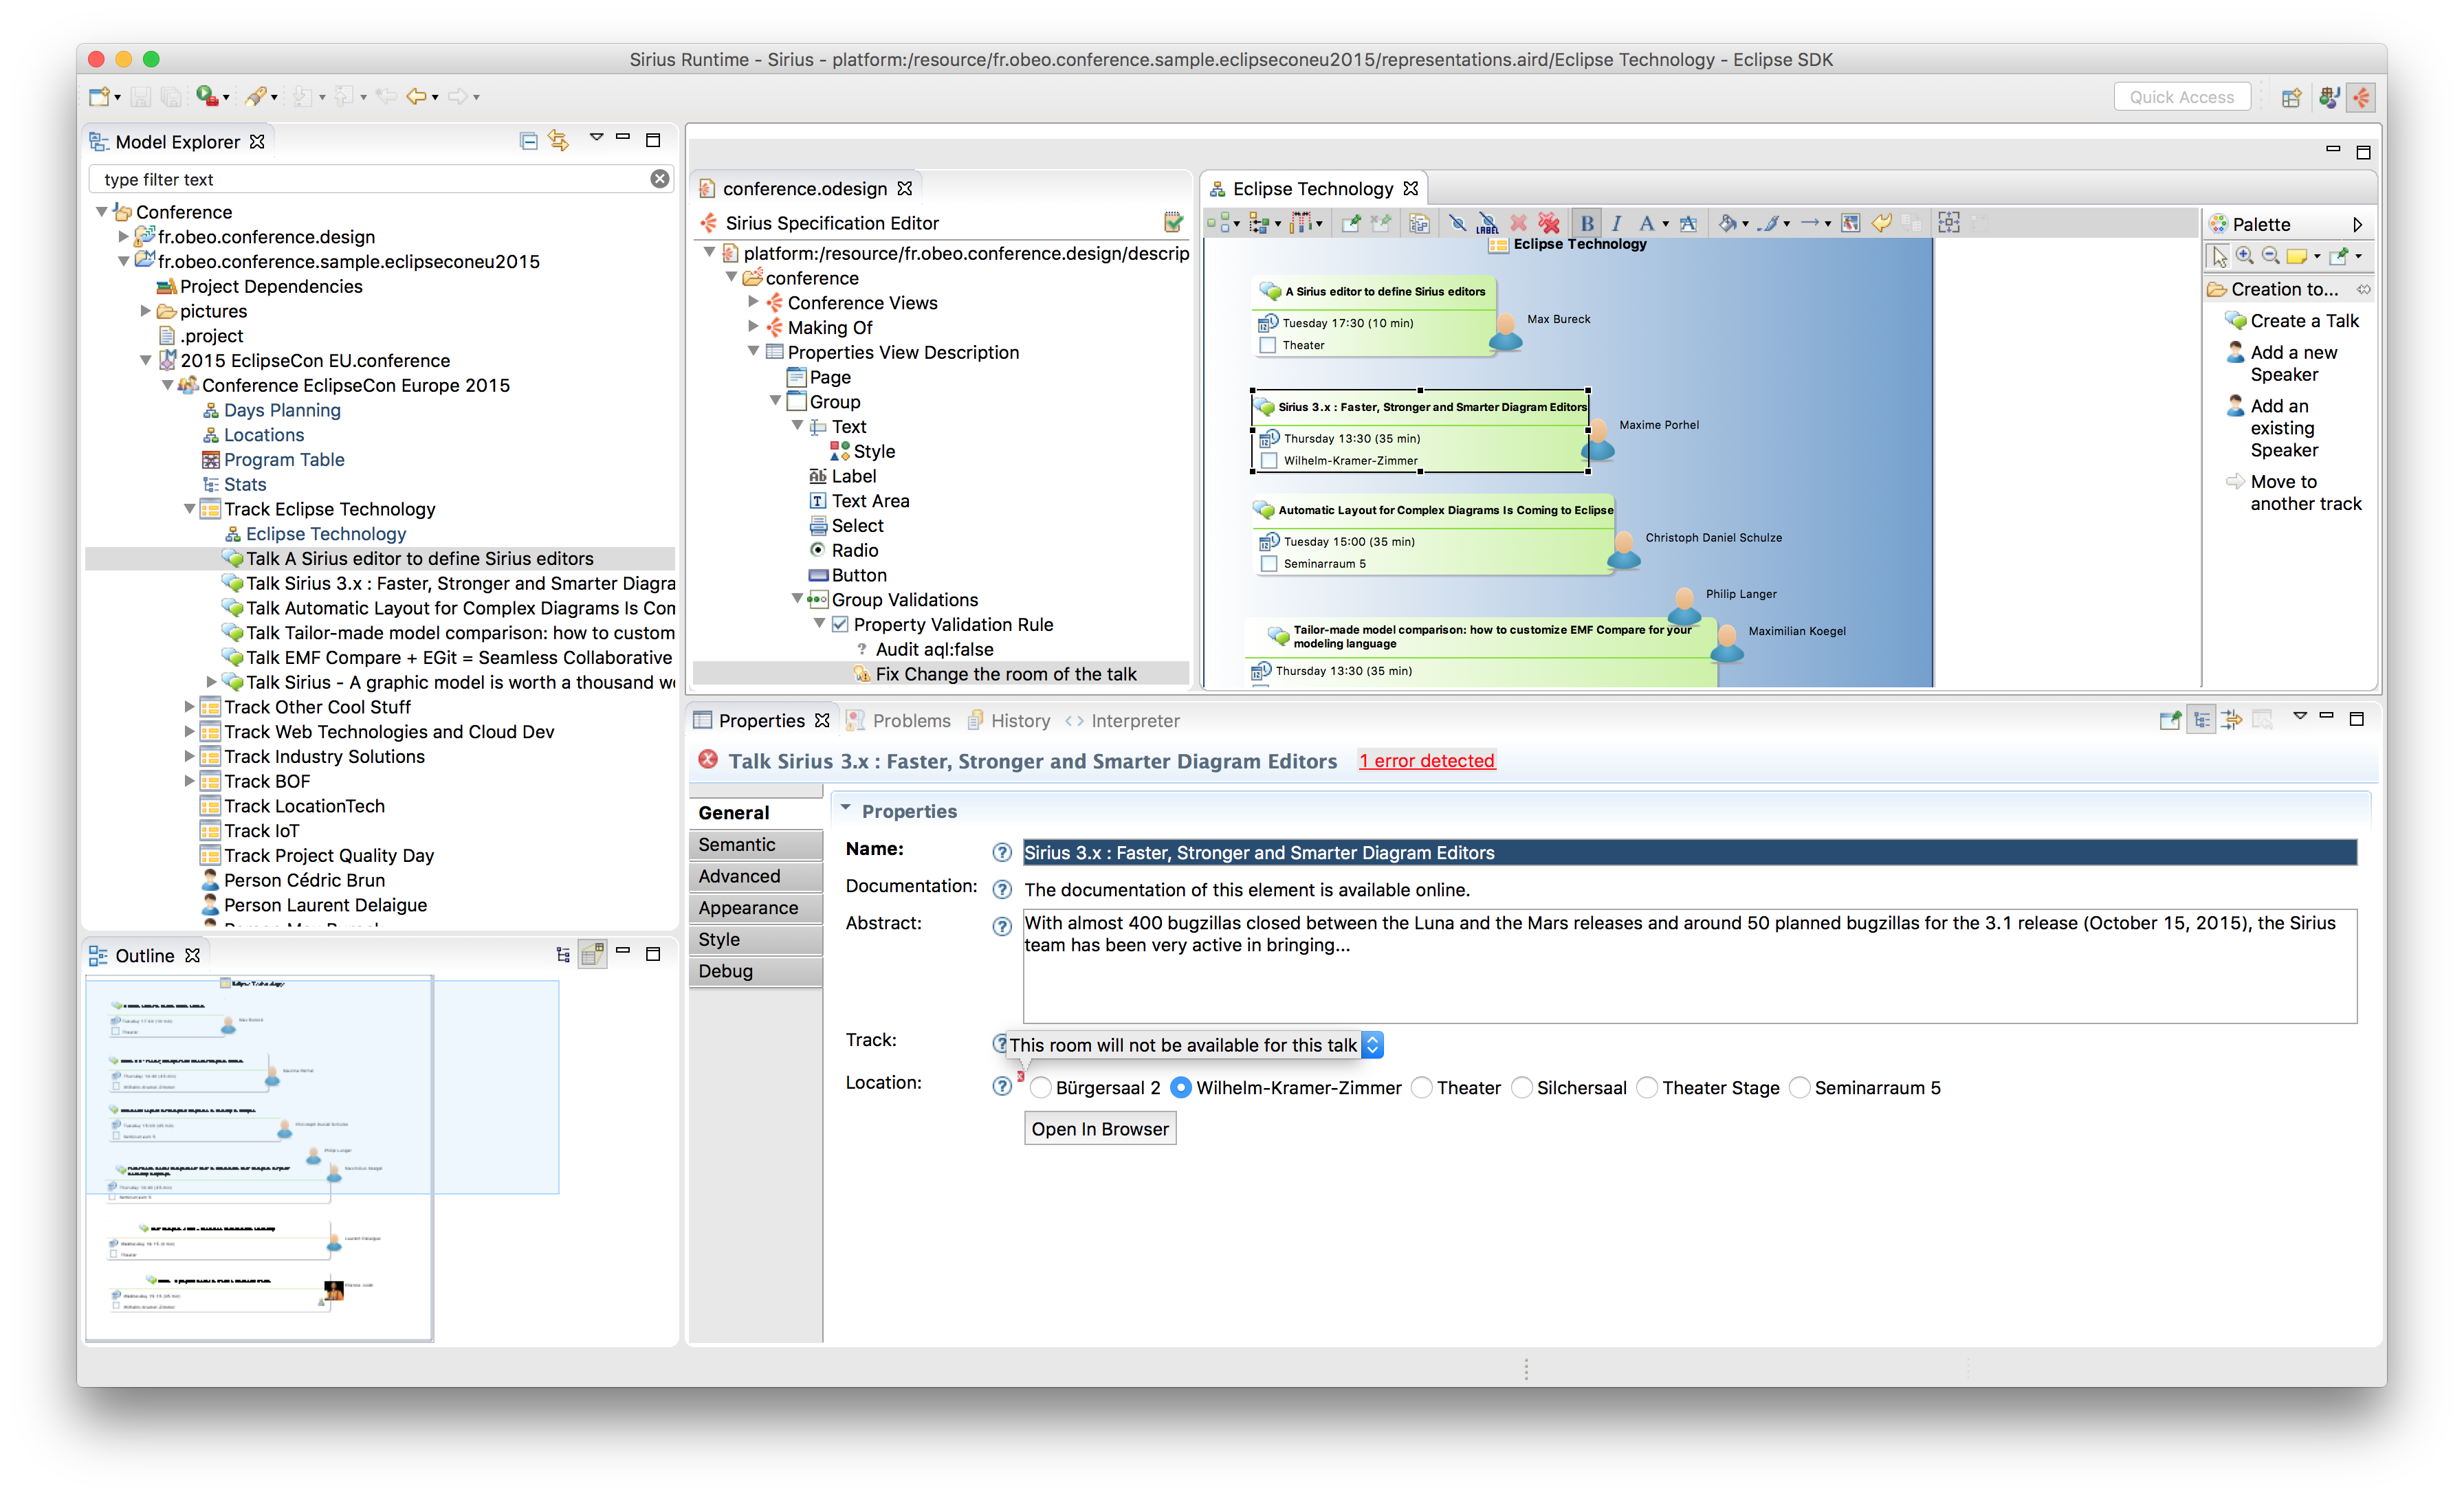 Sirius Runtime - Sirius - platform:/resource/fr.obeo.conference.sample.eclipseconeu2015/representations.aird/Eclipse Technology - Eclipse SDK
Quick Access
Model Explorer
type filter text
Conference
fr.obeo.conference.design
fr.obeo.conference.sample.eclipseconeu2015
Project Dependencies
pictures
.project
2015 EclipseCon EU.conference
Conference EclipseCon Europe 2015
Days Planning
Locations
Program Table
Stats
Track Eclipse Technology
Eclipse Technology
Talk A Sirius editor to define Sirius editors
Talk Sirius 3.x : Faster, Stronger and Smarter Diagra
Talk Automatic Layout for Complex Diagrams Is Con
Talk Tailor-made model comparison: how to custom
Talk EMF Compare + EGit = Seamless Collaborative
Talk Sirius - A graphic model is worth a thousand w
Track Other Cool Stuff
Track Web Technologies and Cloud Dev
Track Industry Solutions
Track BOF
Track LocationTech
Track IoT
Track Project Quality Day
Person Cédric Brun
Person Laurent Delaigue
Outline
conference.odesign
Sirius Specification Editor
platform:/resource/fr.obeo.conference.design/descrip
conference
Conference Views
Making Of
Properties View Description
Page
Group
Text
Style
Label
Text Area
Select
Radio
Button
Group Validations
Property Validation Rule
Audit aql:false
Fix Change the room of the talk
Eclipse Technology
LABEL
B I A A
Eclipse Technology
A Sirius editor to define Sirius editors
Tuesday 17:30 (10 min)
Theater
Max Bureck
Sirius 3.x : Faster, Stronger and Smarter Diagram Editors
Thursday 13:30 (35 min)
Wilhelm-Kramer-Zimmer
Maxime Porhel
Automatic Layout for Complex Diagrams Is Coming to Eclipse
Tuesday 15:00 (35 min)
Seminarraum 5
Christoph Daniel Schulze
Philip Langer
Tailor-made model comparison: how to customize EMF Compare for your
modeling language
Maximilian Koegel
Thursday 13:30 (35 min)
Palette
Creation to...
Create a Talk
Add a new
Speaker
Add an
existing
Speaker
Move to
another track
Properties
Problems
History
Interpreter
Talk Sirius 3.x : Faster, Stronger and Smarter Diagram Editors
1 error detected
General
Semantic
Advanced
Appearance
Style
Debug
Properties
Name:
Sirius 3.x : Faster, Stronger and Smarter Diagram Editors
Documentation:
The documentation of this element is available online.
Abstract:
With almost 400 bugzillas closed between the Luna and the Mars releases and around 50 planned bugzillas for the 3.1 release (October 15, 2015), the Sirius
team has been very active in bringing...
Track:
This room will not be available for this talk
Location:
Bürgersaal 2 Wilhelm-Kramer-Zimmer Theater Silchersaal Theater Stage Seminarraum 5
Open In Browser